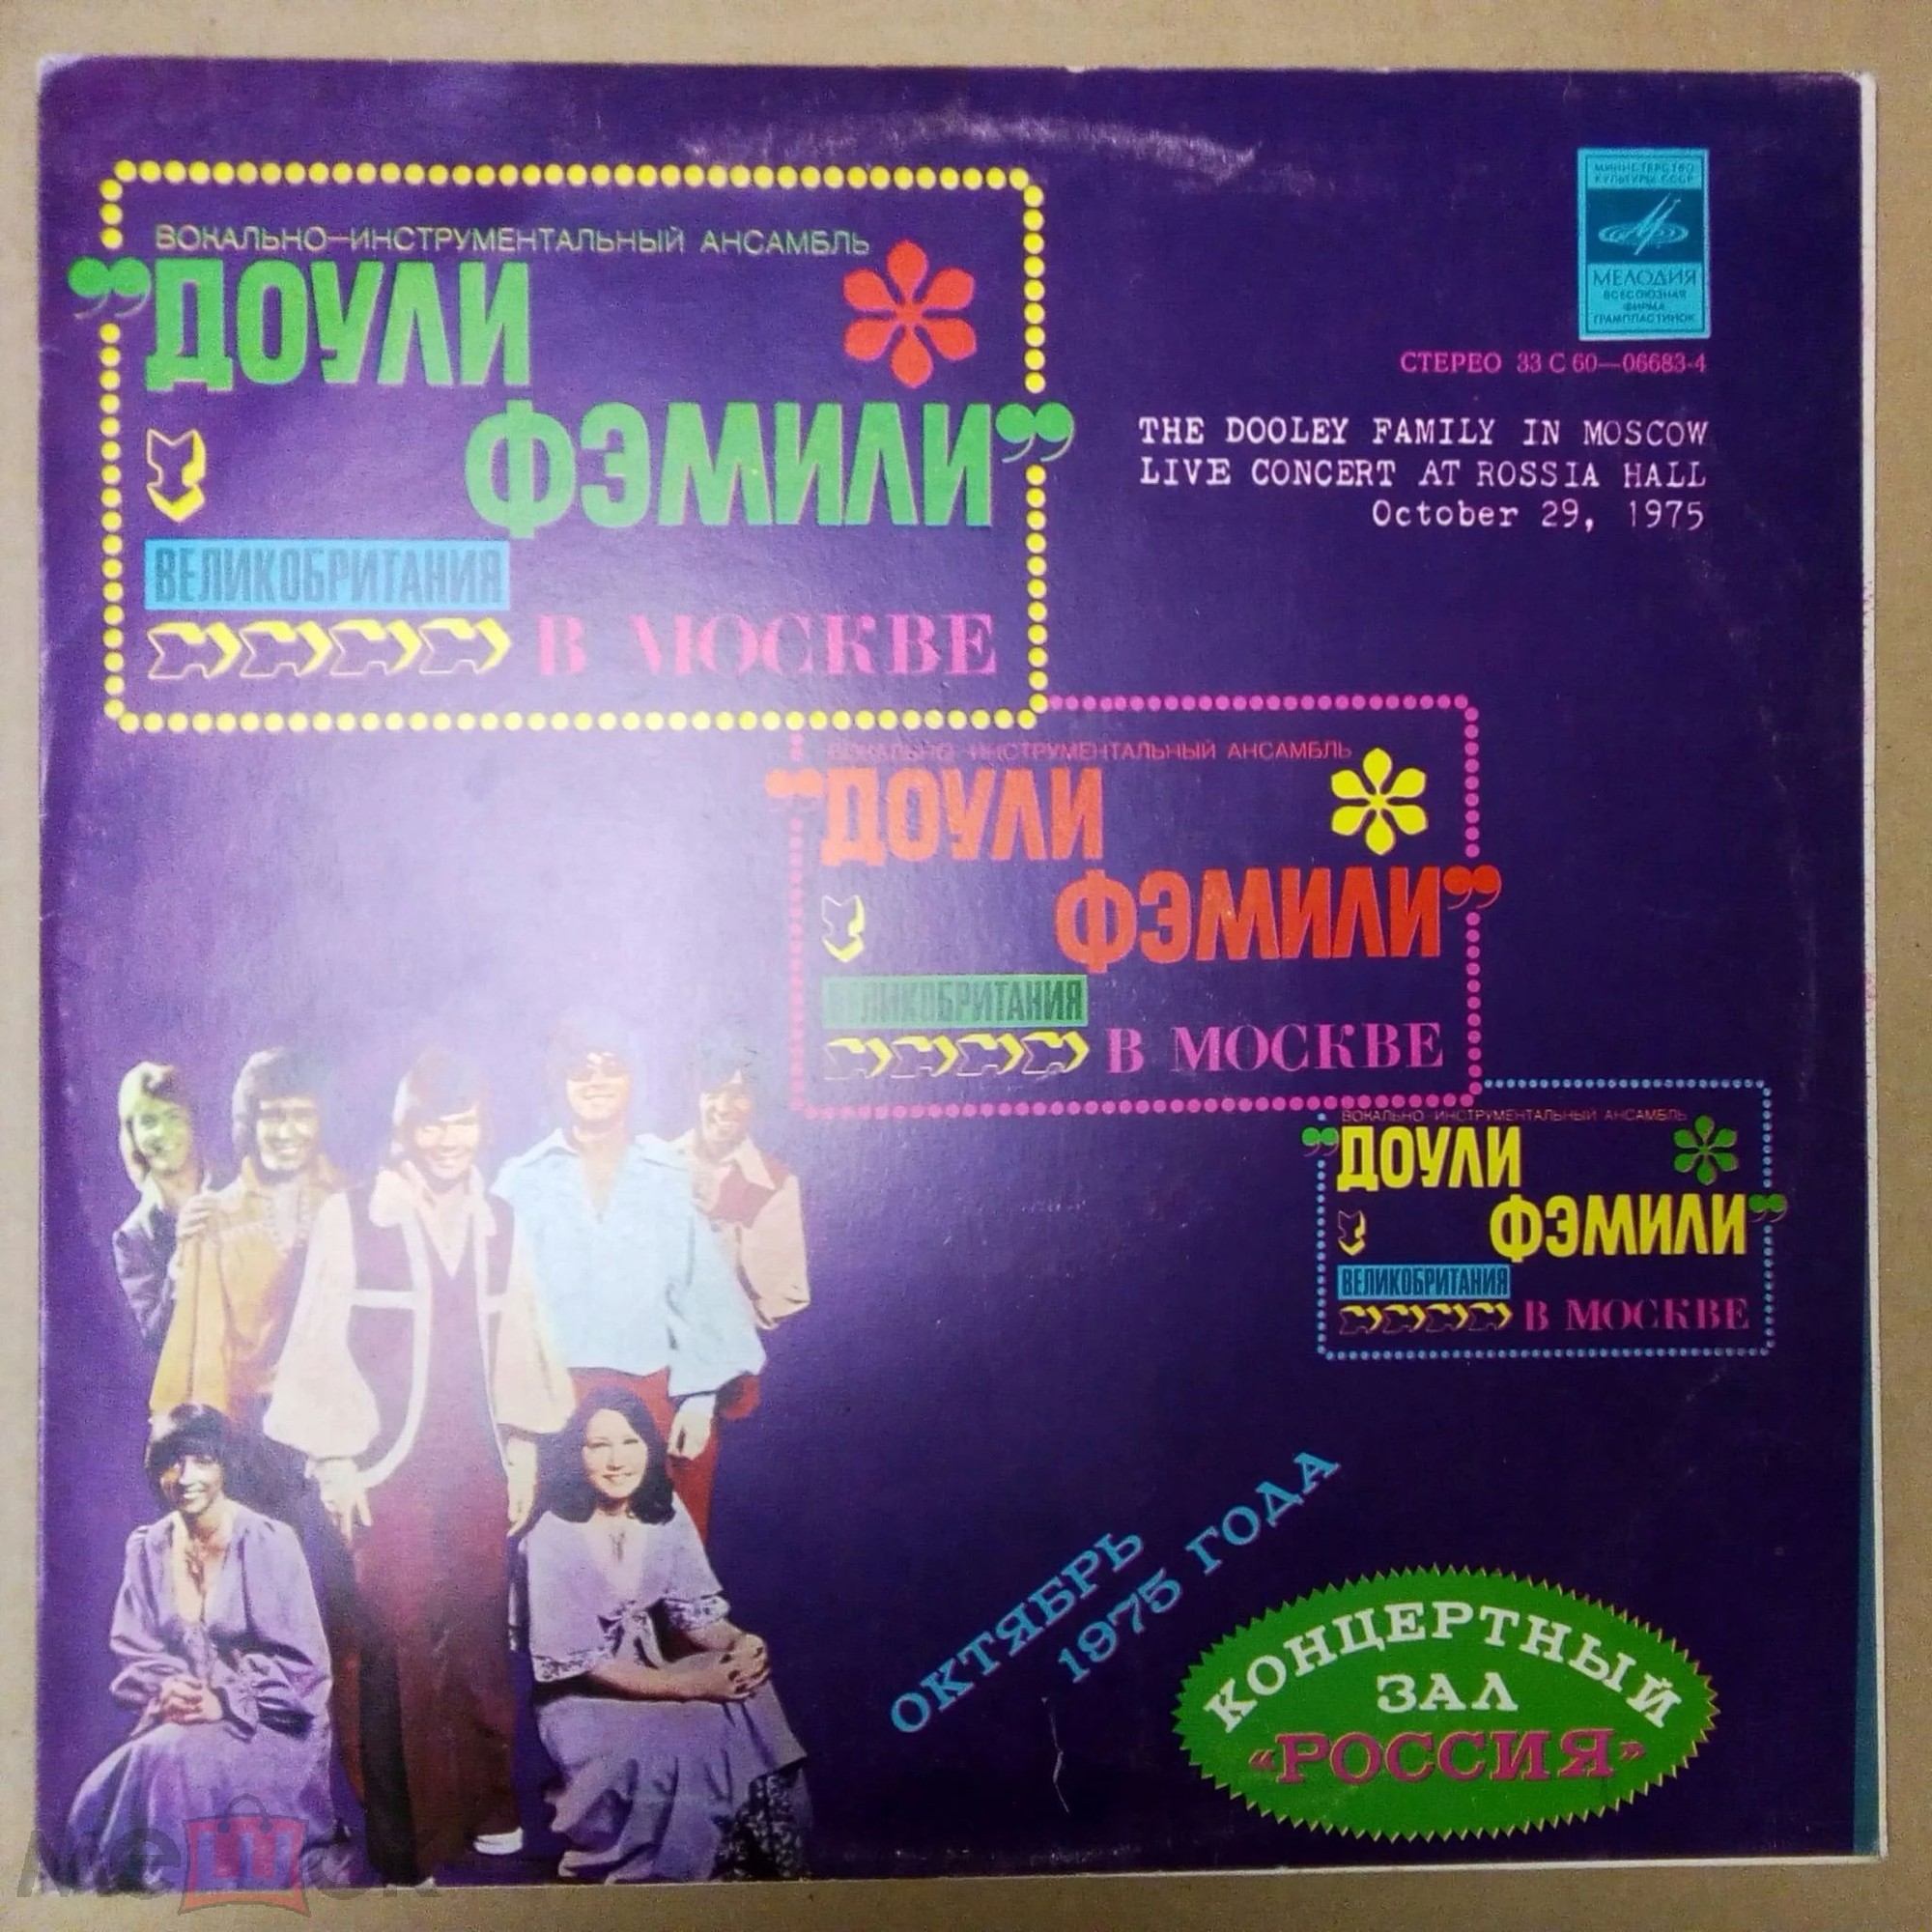 ВОКАЛЬНО-ИНСТРУМЕНТАЛЬНЫЙ АНСАМБЛЬ
”ДОУЛИ
ФЭМИЛИ”
ВЕЛИКОБРИТАНИЯ
В МОСКВЕ
МИНИСТЕРСТВО
КУЛЬТУРЫ СССР
МЕЛОДИЯ
ВСЕСОЮЗНАЯ
ФИРМА
ГРАМПЛАСТИНОК
СТЕРЕО 33 С 60—06683-4
THE DOOLEY FAMILY IN MOSCOW
LIVE CONCERT AT ROSSIA HALL
October 29, 1975
ВОКАЛЬНО-ИНСТРУМЕНТАЛЬНЫЙ АНСАМБЛЬ
”ДОУЛИ
ФЭМИЛИ”
ВЕЛИКОБРИТАНИЯ
В МОСКВЕ
ВОКАЛЬНО-ИНСТРУМЕНТАЛЬНЫЙ АНСАМБЛЬ
”ДОУЛИ
ФЭМИЛИ”
ВЕЛИКОБРИТАНИЯ
В МОСКВЕ
ОКТЯБРЬ
1975 ГОДА
КОНЦЕРТНЫЙ
ЗАЛ
«РОССИЯ»
мешок